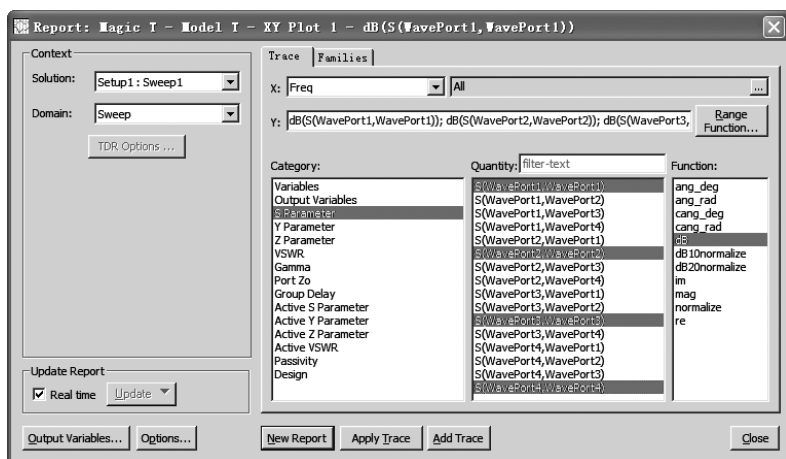 Report: Magic T - Model T - XY Plot 1 - dB(S(WavePort1,WavePort1))
Context
Solution: Setup1 : Sweep1
Domain: Sweep
TDR Options ...
Update Report
Real time Update
Output Variables... Options...
Trace Families
X: Freq All ...
Y: dB(S(WavePort1,WavePort1)); dB(S(WavePort2,WavePort2)); dB(S(WavePort3, Range Function...
Category:
Variables
Output Variables
S Parameter
Y Parameter
Z Parameter
VSWR
Gamma
Port Zo
Group Delay
Active S Parameter
Active Y Parameter
Active Z Parameter
Active VSWR
Passivity
Design
Quantity: filter-text
S(WavePort1,WavePort1)
S(WavePort1,WavePort2)
S(WavePort1,WavePort3)
S(WavePort1,WavePort4)
S(WavePort2,WavePort1)
S(WavePort2,WavePort2)
S(WavePort2,WavePort3)
S(WavePort2,WavePort4)
S(WavePort3,WavePort1)
S(WavePort3,WavePort2)
S(WavePort3,WavePort3)
S(WavePort3,WavePort4)
S(WavePort4,WavePort1)
S(WavePort4,WavePort2)
S(WavePort4,WavePort3)
S(WavePort4,WavePort4)
Function:
ang_deg
ang_rad
cang_deg
cang_rad
dB
dB10normalize
dB20normalize
im
mag
normalize
re
New Report Apply Trace Add Trace Close